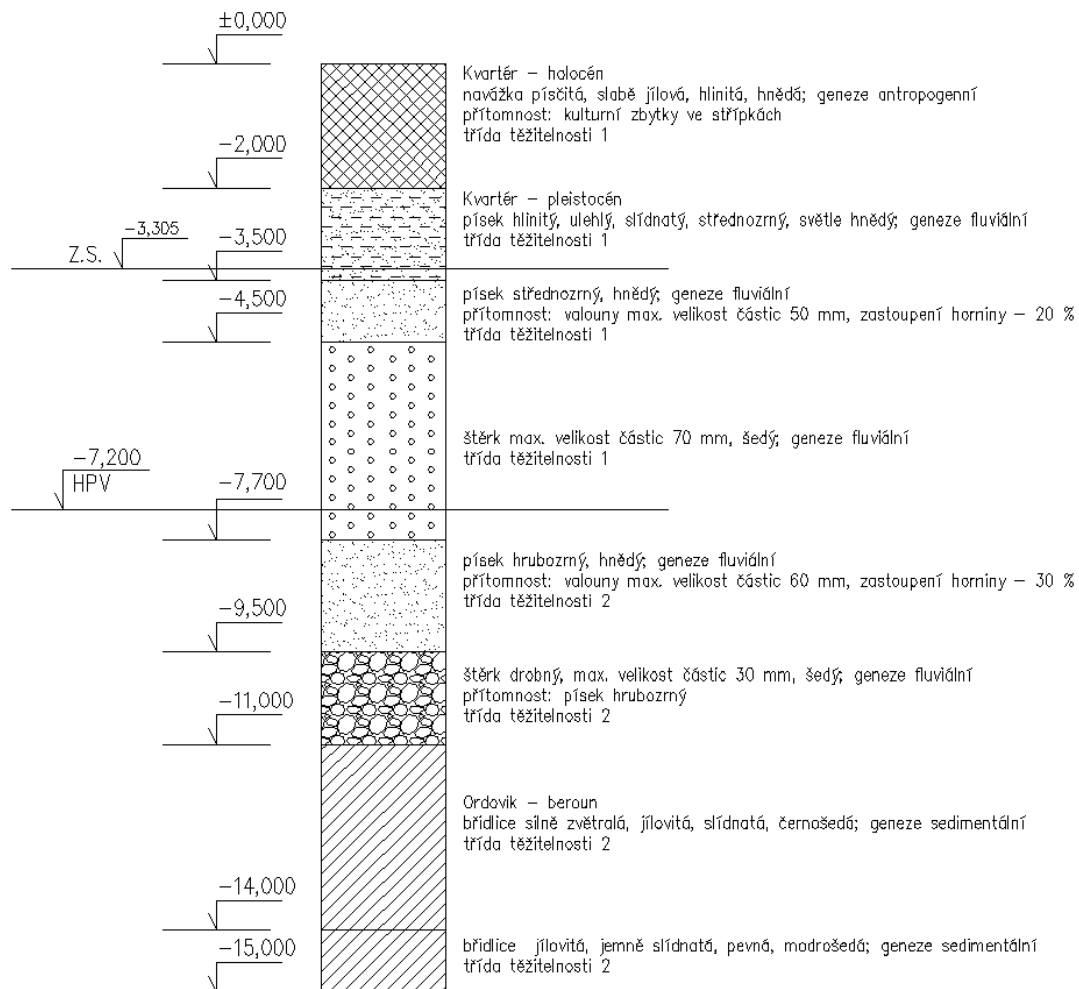 ±0,000
Kvartér – halocén
navážka písčitá, slabě jílová, hlinitá, hnědá; geneze antropogenní
přítomnost: kulturní zbytky ve střípkách
třída těžitelnosti 1
-2,000
Kvartér – pleistocén
písek hlinitý, ulehlý, slídnatý, střednozrný, světle hnědý; geneze fluviální
třída těžitelnosti 1
-3,305
Z.S.
-3,500
písek střednozrný, hnědý; geneze fluviální
přítomnost: valouny max. velikost částic 50 mm, zastoupení horniny – 20 %
třída těžitelnosti 1
-4,500
štěrk max. velikost částic 70 mm, šedý; geneze fluviální
třída těžitelnosti 1
-7,200
HPV
-7,700
písek hrubozrný, hnědý; geneze fluviální
přítomnost: valouny max. velikost částic 60 mm, zastoupení horniny – 30 %
třída těžitelnosti 2
-9,500
štěrk drobný, max. velikost částic 30 mm, šedý; geneze fluviální
přítomnost: písek hrubozrný
třída těžitelnosti 2
-11,000
Ordovik – beroun
břidlice silně zvětralá, jílovitá, slídnatá, černošedá; geneze sedimentální
třída těžitelnosti 2
-14,000
břidlice jílovitá, jemně slídnatá, pevná, modrošedá; geneze sedimentální
třída těžitelnosti 2
-15,000